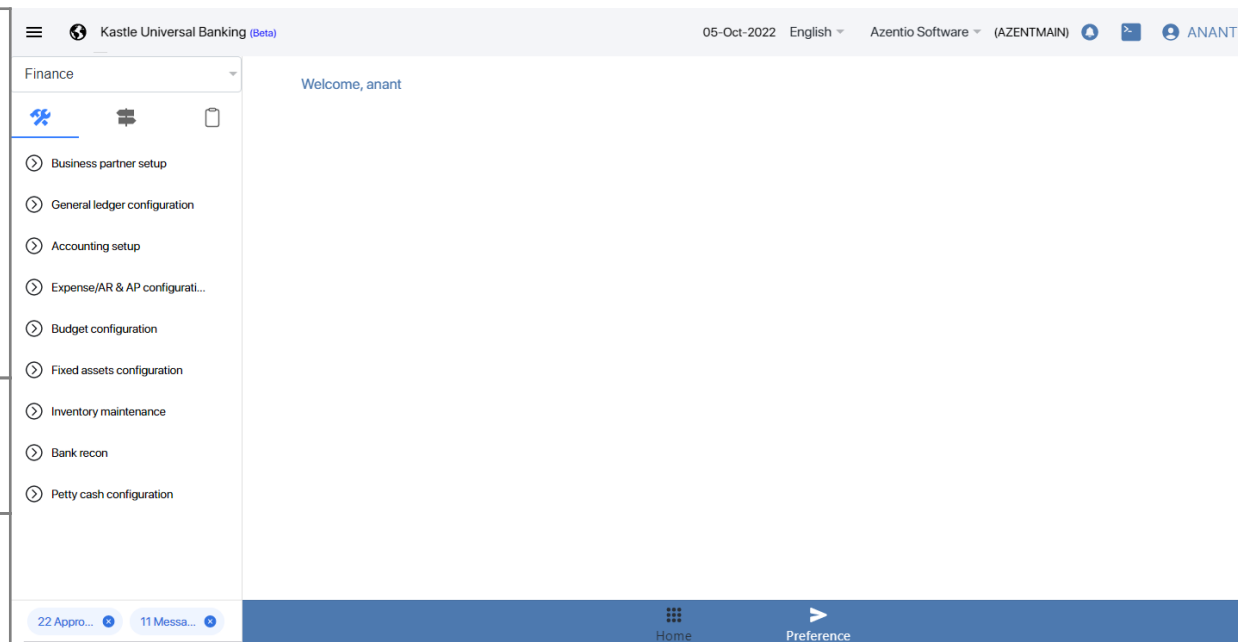 Kastle Universal Banking (Beta)
05-Oct-2022 English Azentio Software (AZENTMAIN) ANANT
Finance
Welcome, anant
Business partner setup
General ledger configuration
Accounting setup
Expense/AR & AP configurati...
Budget configuration
Fixed assets configuration
Inventory maintenance
Bank recon
Petty cash configuration
22 Appro... 11 Messa...
Home Preference